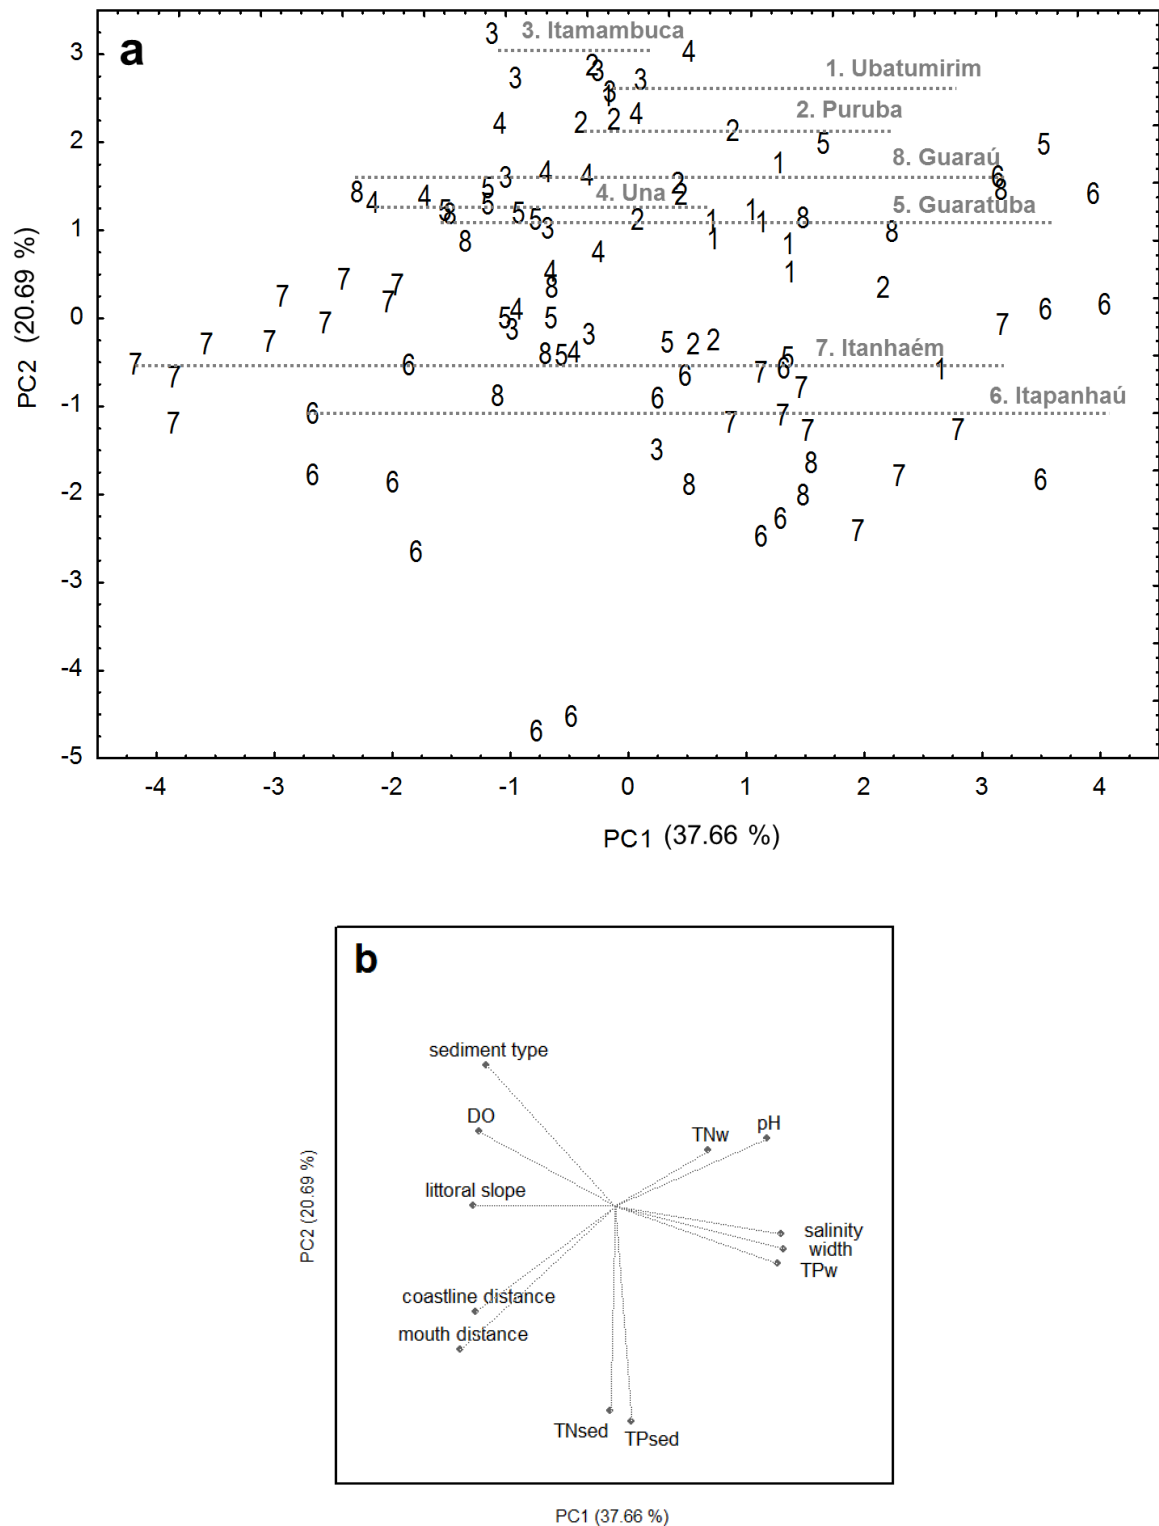 a
3. Itamambuca
1. Ubatumirim
2. Puruba
8. Guaraú
4. Una
5. Guaratuba
7. Itanhaém
6. Itapanhaú
3
2
1
0
-1
-2
-3
-4
-5
PC2 (20.69 %)
-4 -3 -2 -1 0 1 2 3 4
PC1 (37.66 %)
b
sediment type
DO
TNw
pH
littoral slope
salinity
width
TPw
coastline distance
mouth distance
TNsed
TPsed
PC2 (20.69 %)
PC1 (37.66 %)